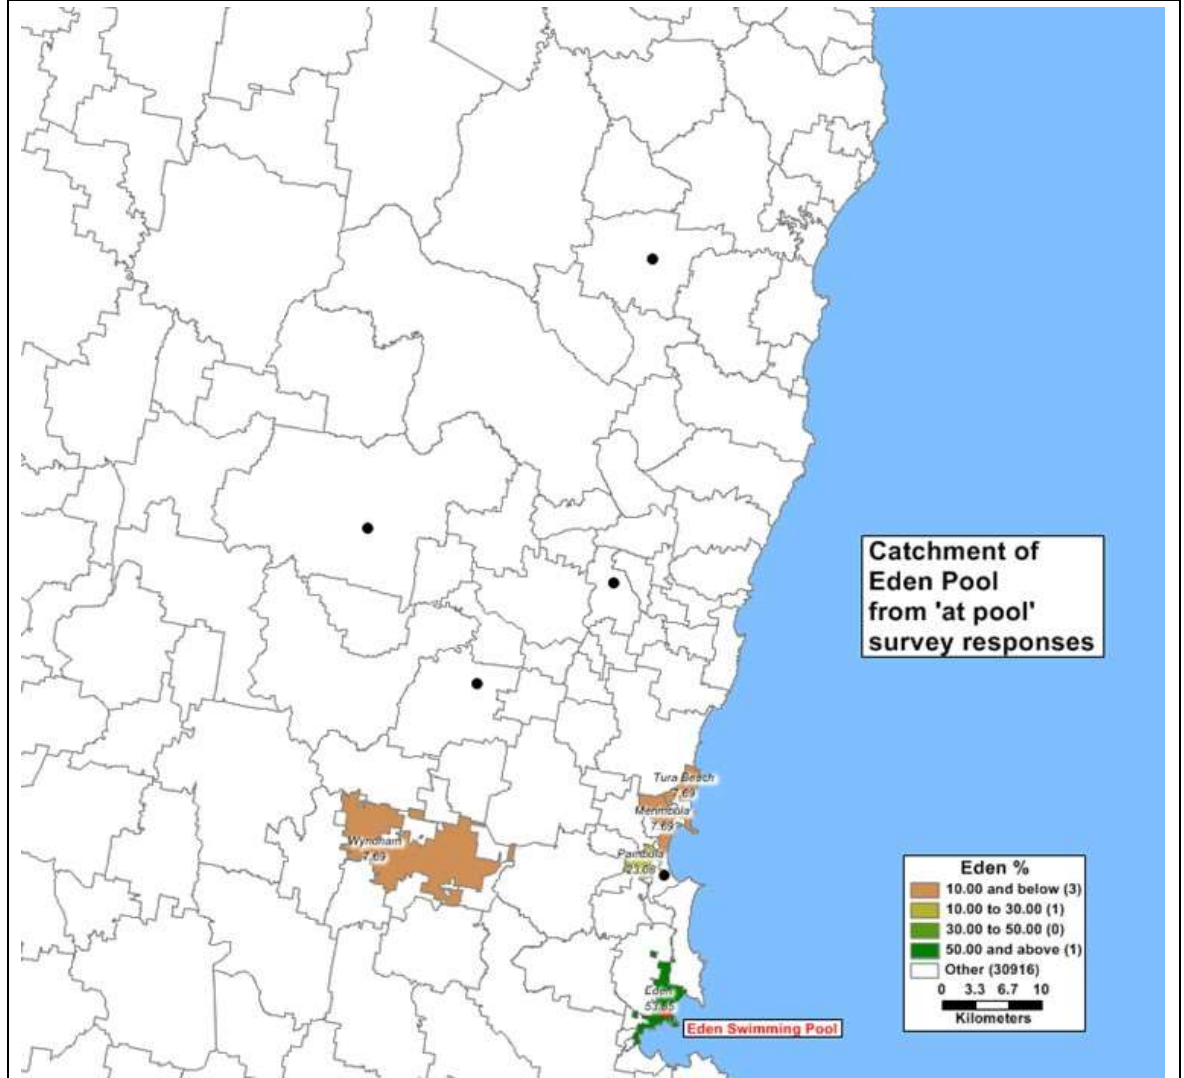 Catchment of
Eden Pool
from 'at pool'
survey responses
Tura Beach
7.69
Merimbula
7.69
Wyndham
7.69
Pambula
23.08
Eden
53.85
Eden Swimming Pool
Eden %
10.00 and below (3)
10.00 to 30.00 (1)
30.00 to 50.00 (0)
50.00 and above (1)
Other (30916)
0 3.3 6.7 10
Kilometers